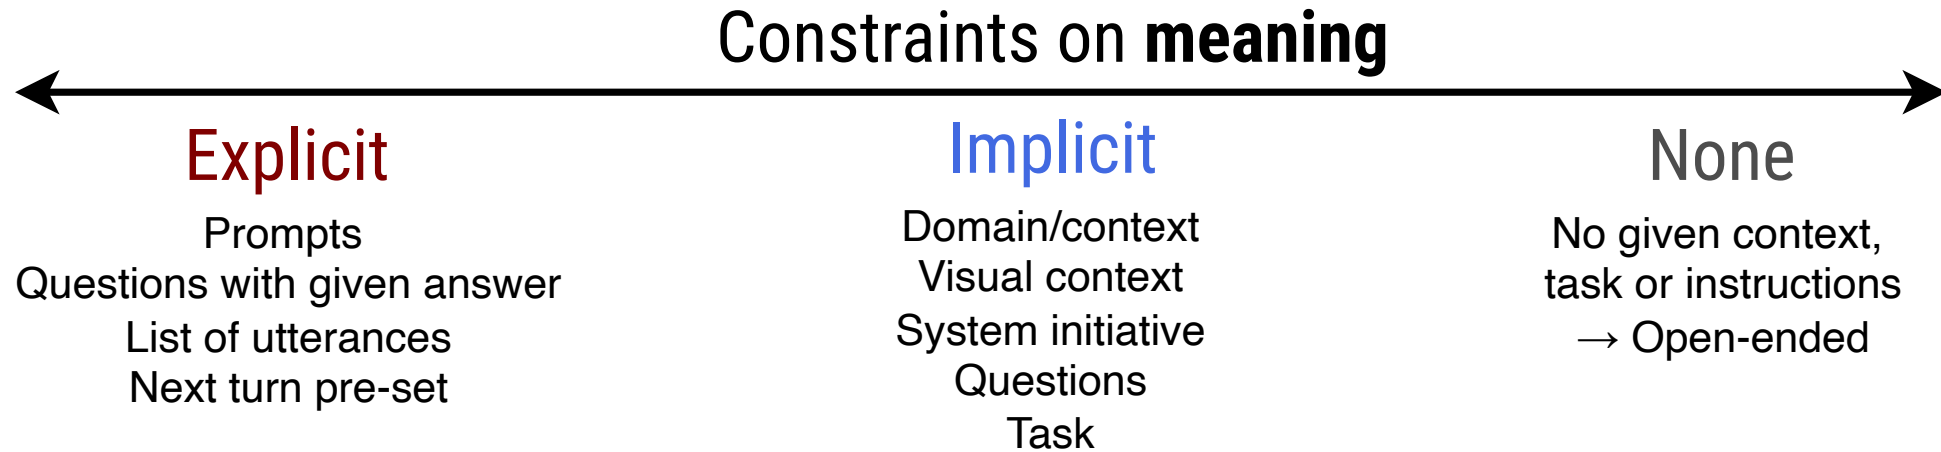 Constraints on meaning
Explicit
Prompts
Questions with given answer
List of utterances
Next turn pre-set
Implicit
Domain/context
Visual context
System initiative
Questions
Task
None
No given context,
task or instructions
→ Open-ended